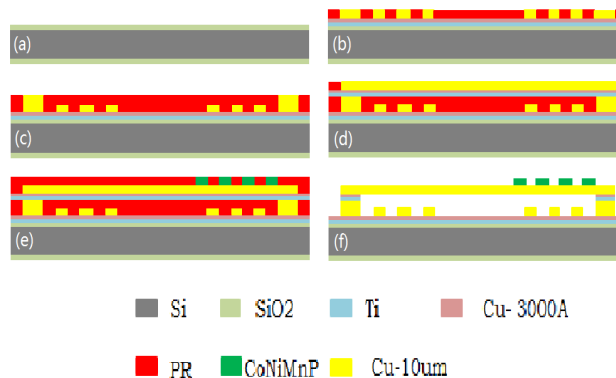 (a)
(b)
(c)
(d)
(e)
(f)
Si
SiO2
Ti
Cu- 3000A
PR
CoNiMnP
Cu-10um